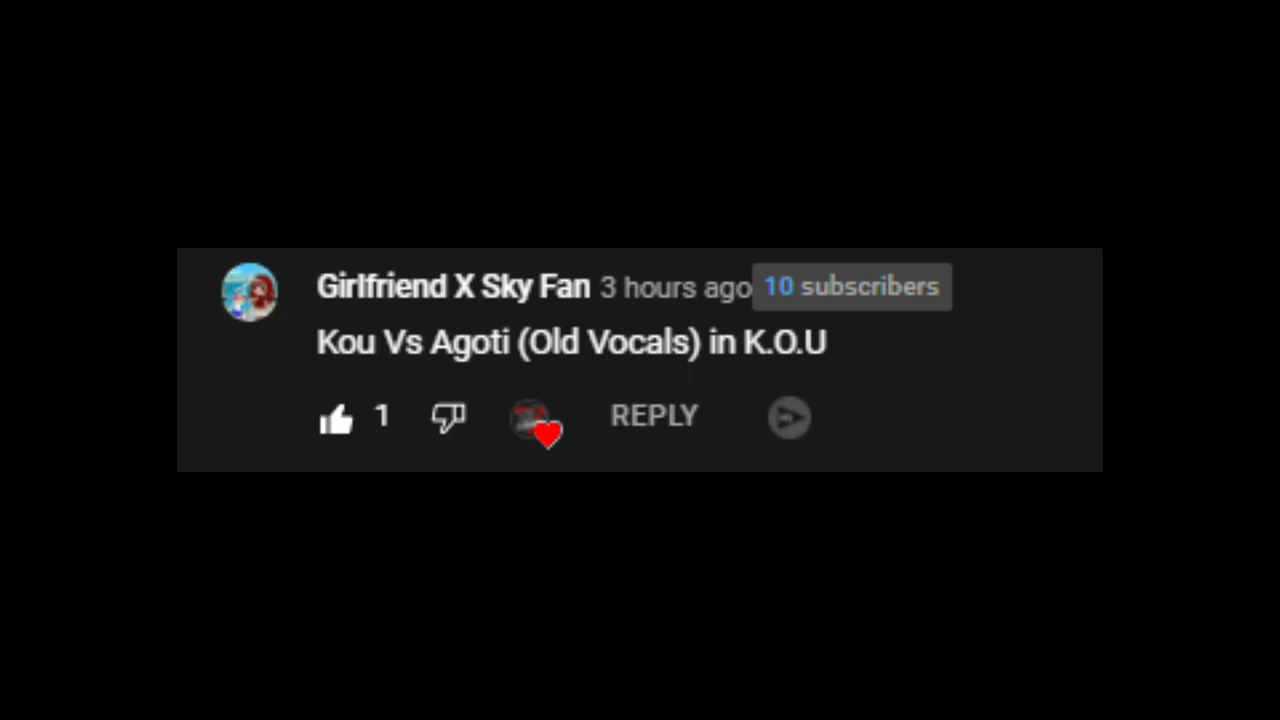 Girlfriend X Sky Fan 3 hours ago 10 subscribers
Kou Vs Agoti (Old Vocals) in K.O.U
1 REPLY